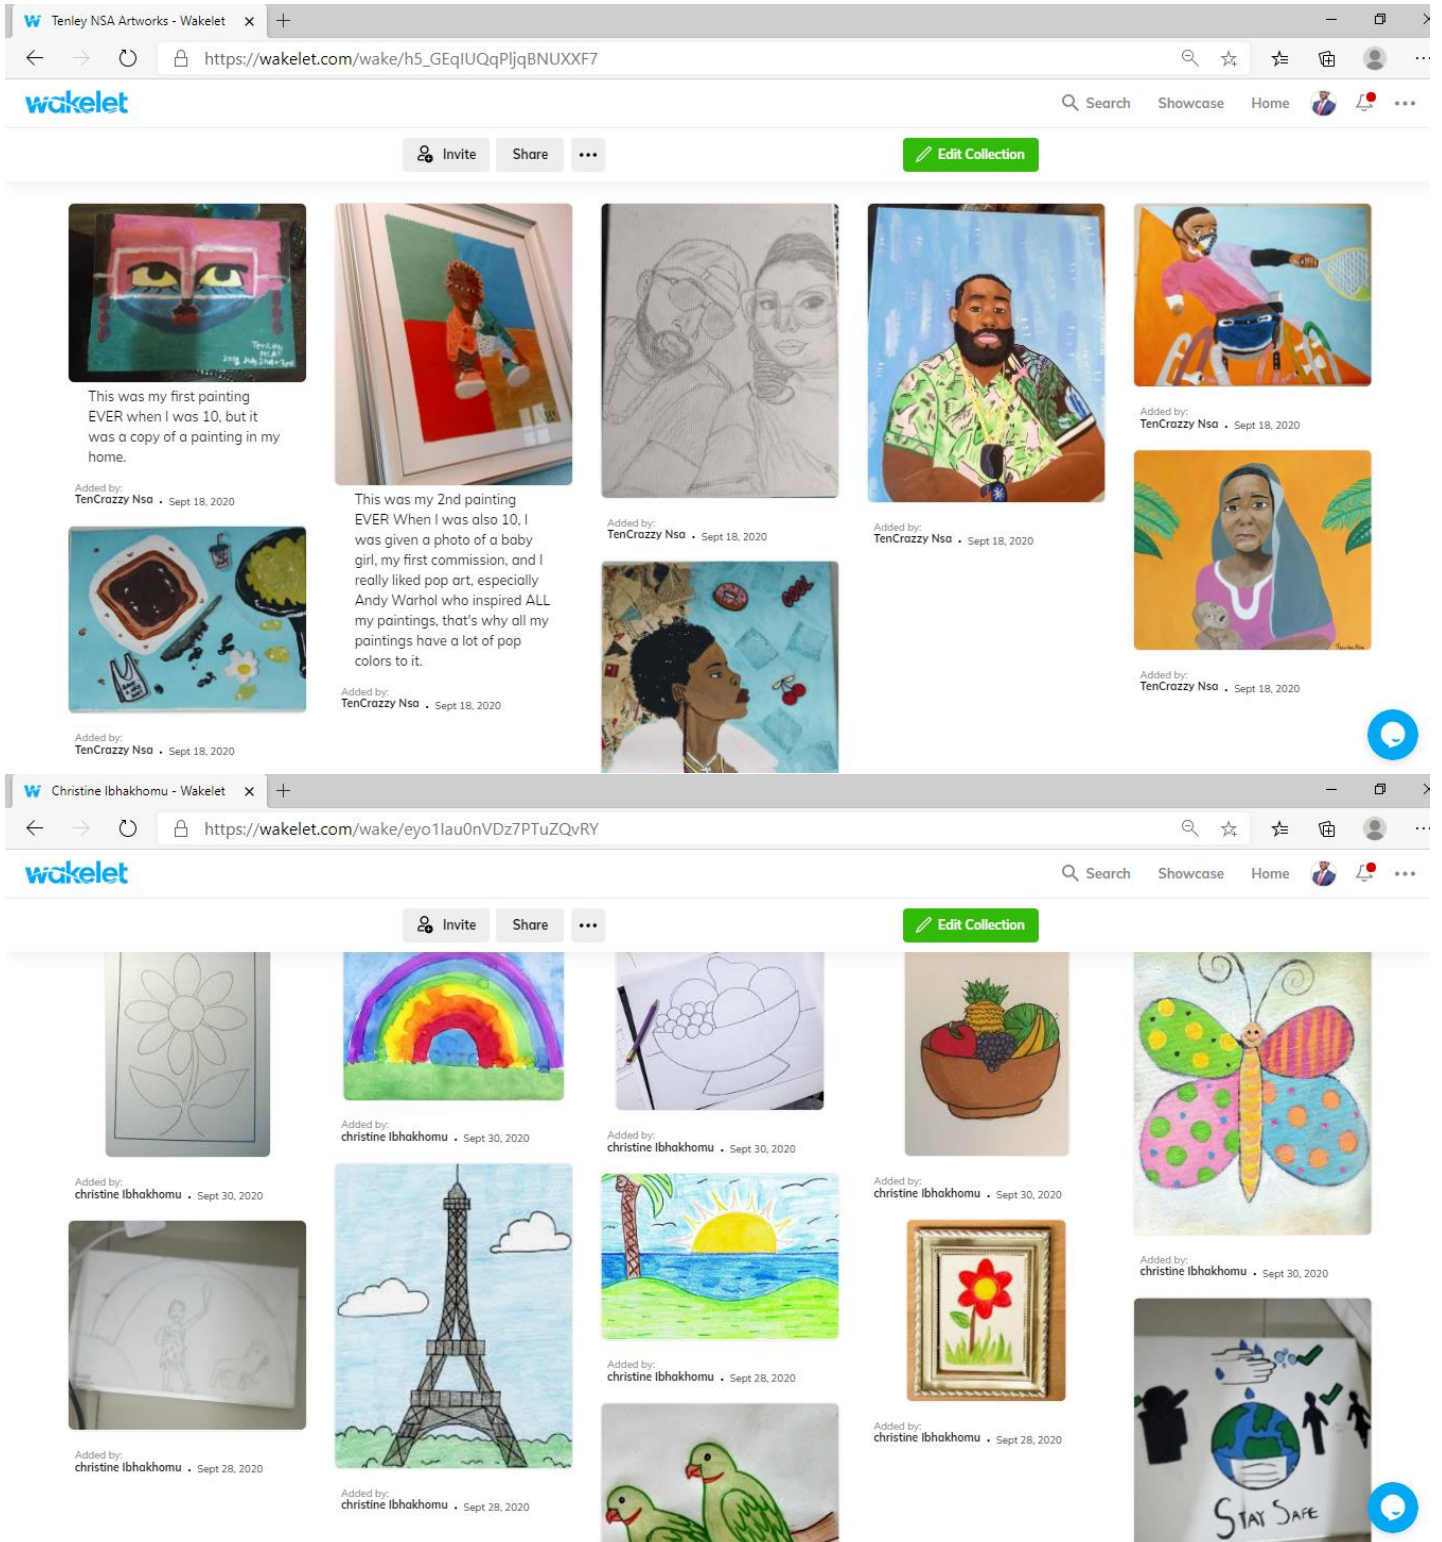 Tenley NSA Artworks - Wakelet
https://wakelet.com/wake/h5_GEqIUQqPljqBNUXXF7
wakelet
Search Showcase Home
Invite Share Edit Collection
Tenley
NSA
This was my first painting
EVER when I was 10, but it
was a copy of a painting in my
home.
Added by:
TenCrazzy Nsa . Sept 18, 2020
Added by:
TenCrazzy Nsa . Sept 18, 2020
This was my 2nd painting
EVER When I was also 10, I
was given a photo of a baby
girl, my first commission, and I
really liked pop art, especially
Andy Warhol who inspired ALL
my paintings, that's why all my
paintings have a lot of pop
colors to it.
Added by:
TenCrazzy Nsa . Sept 18, 2020
Added by:
TenCrazzy Nsa . Sept 18, 2020
COOL
Added by:
TenCrazzy Nsa . Sept 18, 2020
Added by:
TenCrazzy Nsa . Sept 18, 2020
Added by:
TenCrazzy Nsa . Sept 18, 2020
Christine Ibhakhomu - Wakelet
https://wakelet.com/wake/eyo1Iau0nVDz7PTuZQvRY
wakelet
Search Showcase Home
Invite Share Edit Collection
Added by:
christine Ibhakhomu . Sept 30, 2020
Added by:
christine Ibhakhomu . Sept 28, 2020
Added by:
christine Ibhakhomu . Sept 30, 2020
Added by:
christine Ibhakhomu . Sept 28, 2020
Added by:
christine Ibhakhomu . Sept 30, 2020
Added by:
christine Ibhakhomu . Sept 28, 2020
Added by:
christine Ibhakhomu . Sept 30, 2020
Added by:
christine Ibhakhomu . Sept 28, 2020
Added by:
christine Ibhakhomu . Sept 30, 2020
STAY SAFE